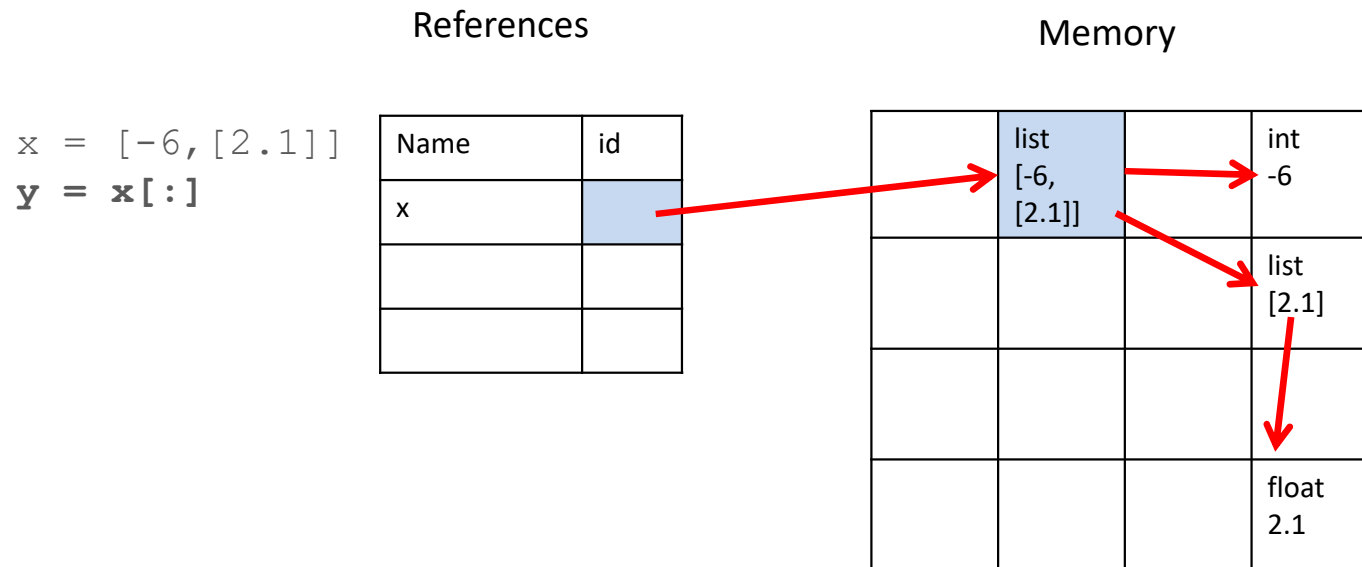 References
Memory
x = [-6,[2.1]]
y = x[:]
Name id
x
list
[-6,
[2.1]]
int
-6
list
[2.1]
float
2.1